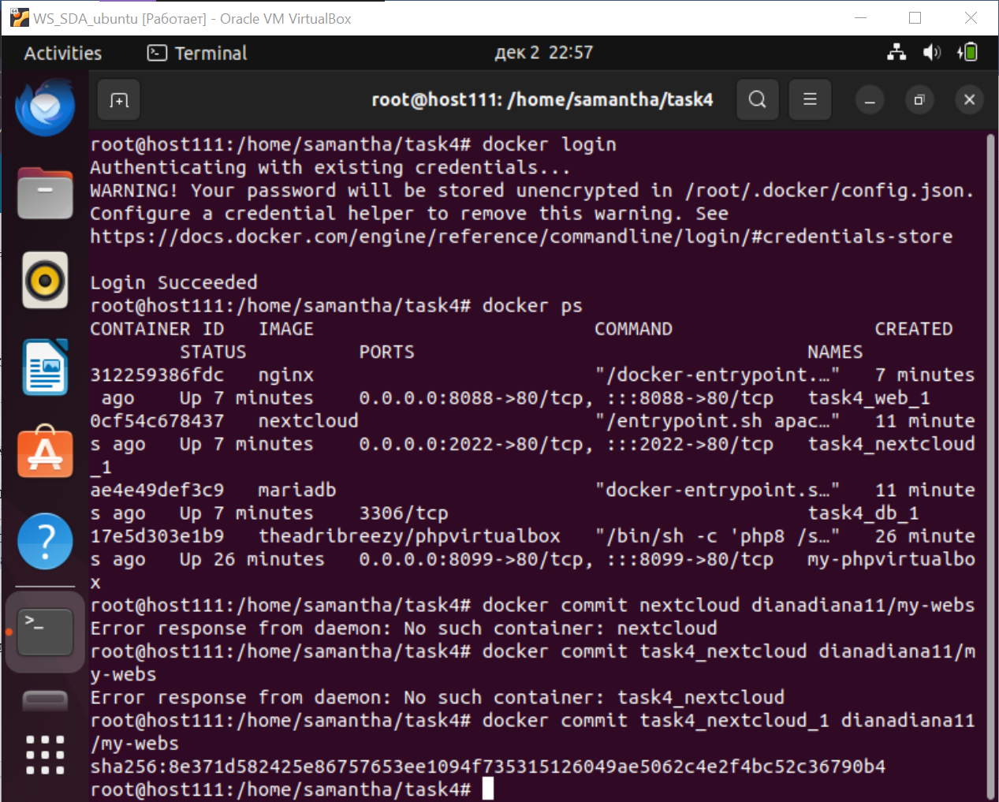 WS_SDA_ubuntu [Работает] - Oracle VM VirtualBox
Activities Terminal дек 2 22:57
root@host111: /home/samantha/task4
root@host111:/home/samantha/task4# docker login
Authenticating with existing credentials...
WARNING! Your password will be stored unencrypted in /root/.docker/config.json.
Configure a credential helper to remove this warning. See
https://docs.docker.com/engine/reference/commandline/login/#credentials-store
Login Succeeded
root@host111:/home/samantha/task4# docker ps
CONTAINER ID   IMAGE                         COMMAND                  CREATED
        STATUS          PORTS                                   NAMES
312259386fdc   nginx                         "/docker-entrypoint.…"   7 minutes
 ago    Up 7 minutes    0.0.0.0:8088->80/tcp, :::8088->80/tcp   task4_web_1
0cf54c678437   nextcloud                     "/entrypoint.sh apac…"   11 minute
s ago   Up 7 minutes    0.0.0.0:2022->80/tcp, :::2022->80/tcp   task4_nextcloud
_1
ae4e49def3c9   mariadb                       "docker-entrypoint.s…"   11 minute
s ago   Up 7 minutes    3306/tcp                                task4_db_1
17e5d303e1b9   theadribreezy/phpvirtualbox   "/bin/sh -c 'php8 /s…"   26 minute
s ago   Up 26 minutes   0.0.0.0:8099->80/tcp, :::8099->80/tcp   my-phpvirtualbo
x
root@host111:/home/samantha/task4# docker commit nextcloud dianadiana11/my-webs
Error response from daemon: No such container: nextcloud
root@host111:/home/samantha/task4# docker commit task4_nextcloud dianadiana11/m
y-webs
Error response from daemon: No such container: task4_nextcloud
root@host111:/home/samantha/task4# docker commit task4_nextcloud_1 dianadiana11
/my-webs
sha256:8e371d582425e86757653ee1094f735315126049ae5062c4e2f4bc52c36790b4
root@host111:/home/samantha/task4#